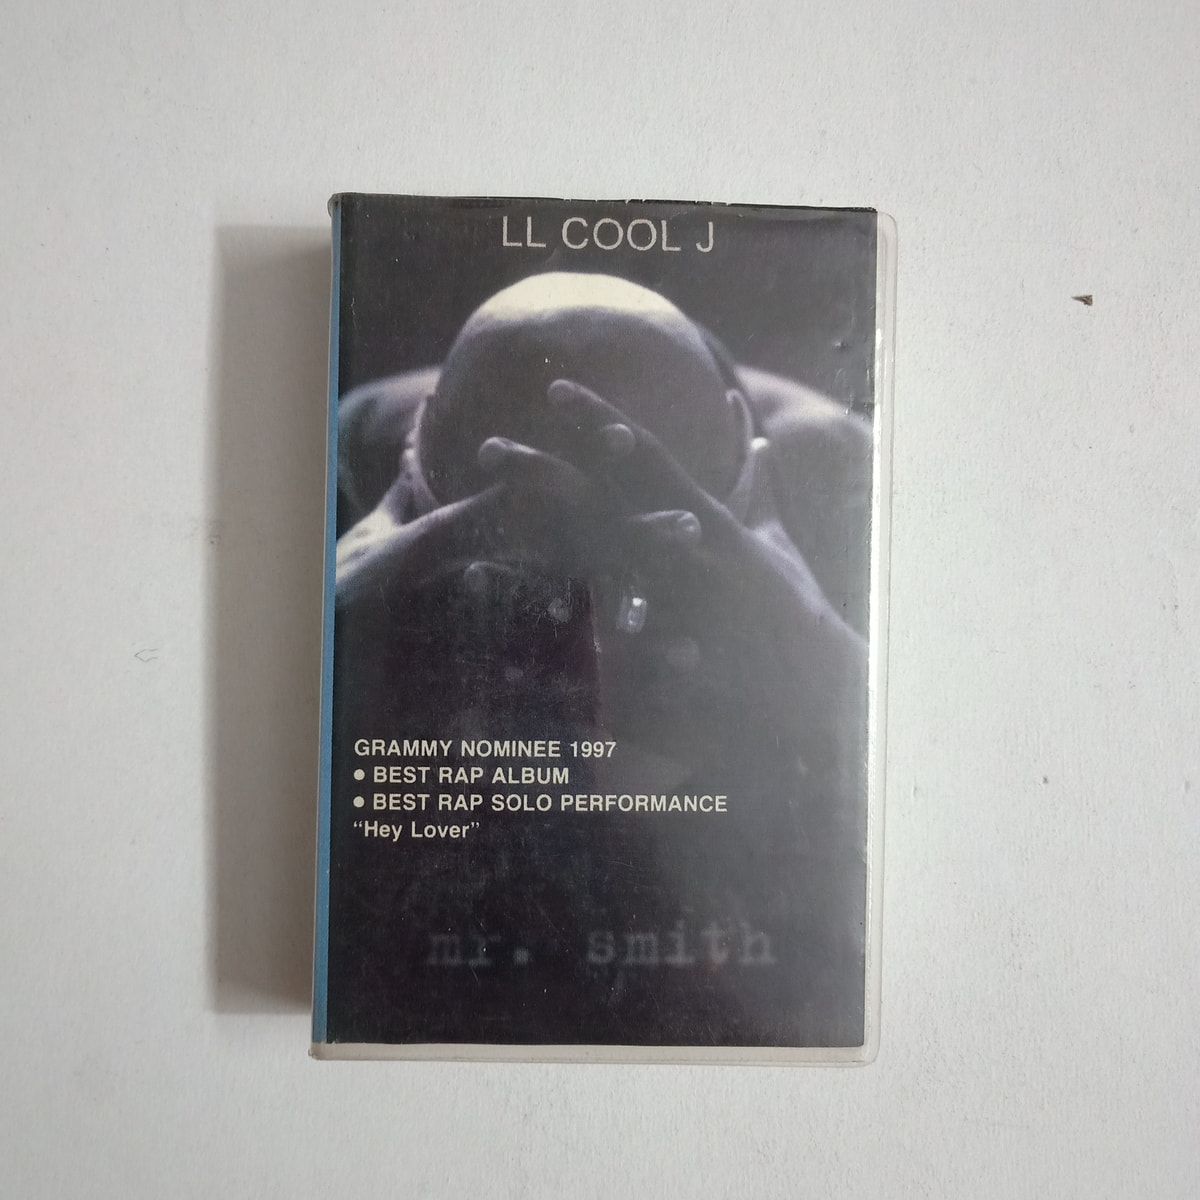 LL COOL J
GRAMMY NOMINEE 1997
• BEST RAP ALBUM
• BEST RAP SOLO PERFORMANCE
“Hey Lover”
mr. smith